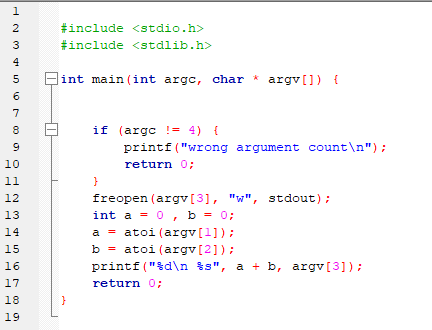 1
2 #include <stdio.h>
3 #include <stdlib.h>
4
5 int main(int argc, char * argv[]) {
6
7
8 if (argc != 4) {
9 printf("wrong argument count\n");
10 return 0;
11 }
12 freopen(argv[3], "w", stdout);
13 int a = 0 , b = 0;
14 a = atoi(argv[1]);
15 b = atoi(argv[2]);
16 printf("%d\n %s", a + b, argv[3]);
17 return 0;
18 }
19